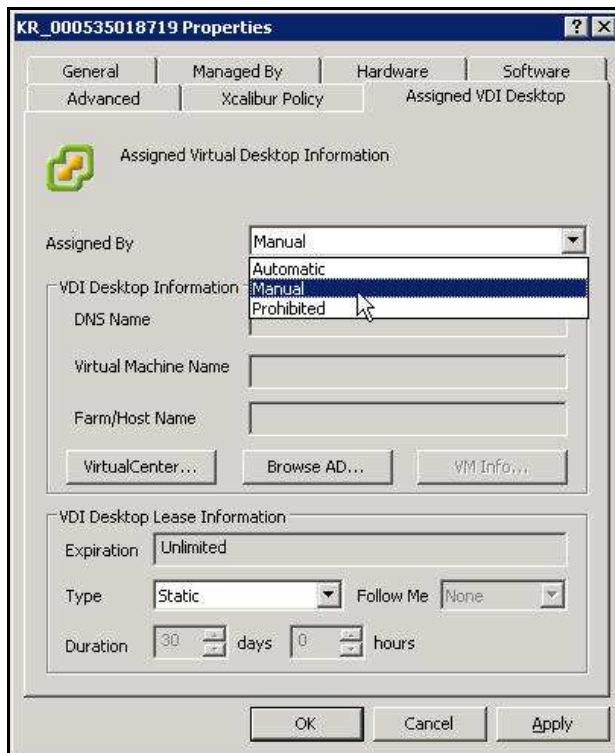 KR_000535018719 Properties
General Managed By Hardware Software
Advanced Xcalibur Policy Assigned VDI Desktop
Assigned Virtual Desktop Information
Assigned By Manual
Automatic
Manual
Prohibited
VDI Desktop Information
DNS Name
Virtual Machine Name
Farm/Host Name
VirtualCenter... Browse AD... VM Info...
VDI Desktop Lease Information
Expiration Unlimited
Type Static Follow Me None
Duration 30 days 0 hours
OK Cancel Apply